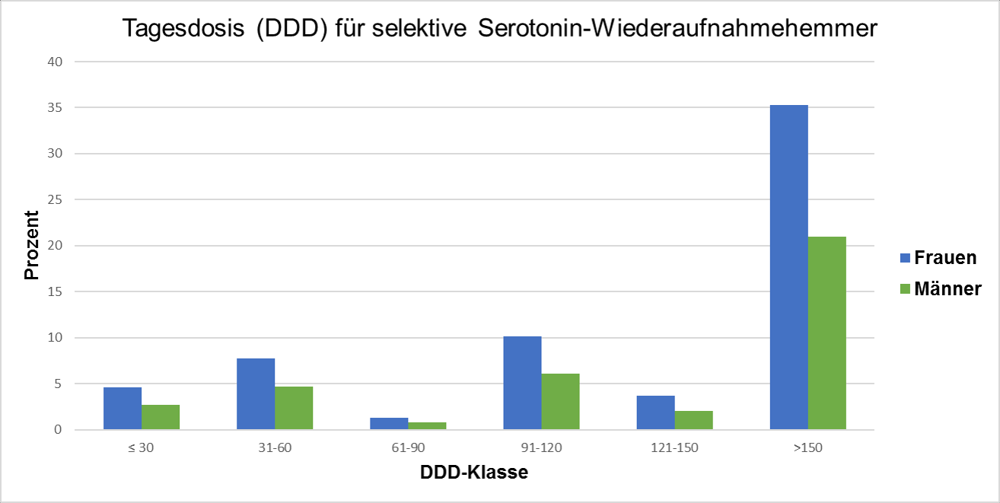 Tagesdosis (DDD) für selektive Serotonin-Wiederaufnahmehemmer
40
35
30
25
20
15
10
5
0
Prozent
≤ 30 31-60 61-90 91-120 121-150 >150
DDD-Klasse
Frauen
Männer